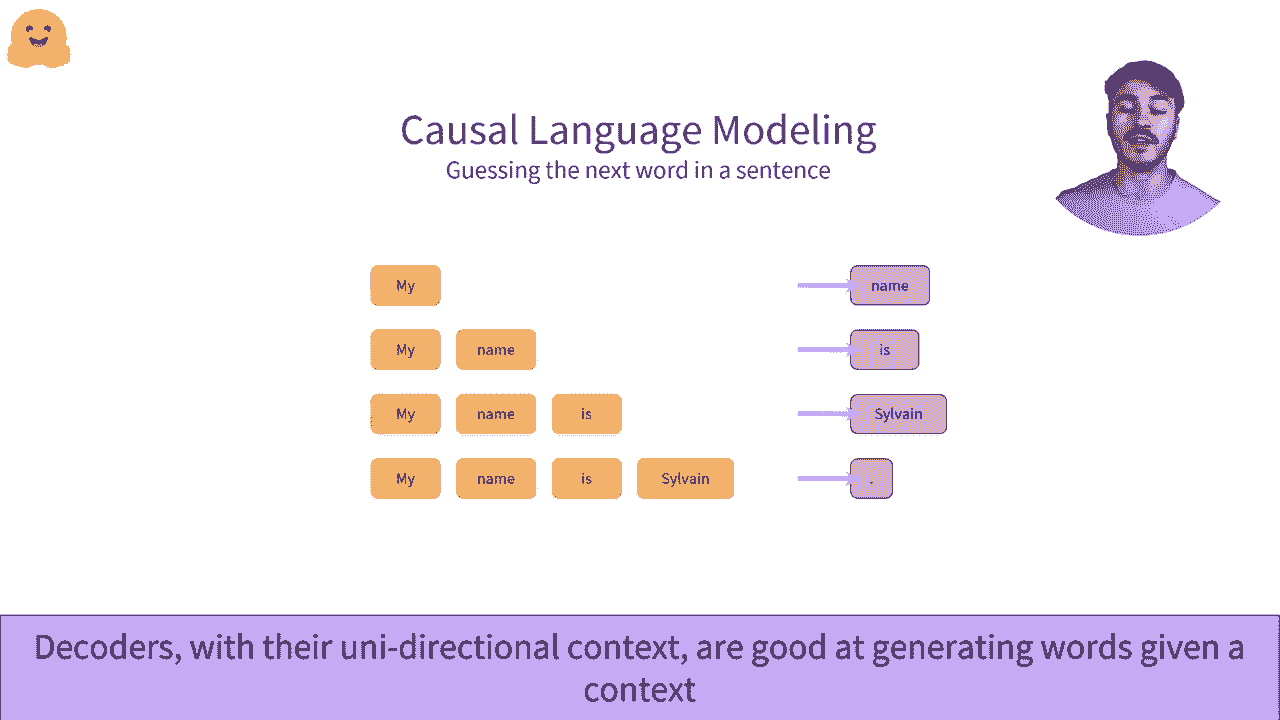 Causal Language Modeling
Guessing the next word in a sentence
My name
My name is
My name is Sylvain
My name is Sylvain .
Decoders, with their uni-directional context, are good at generating words given a
context